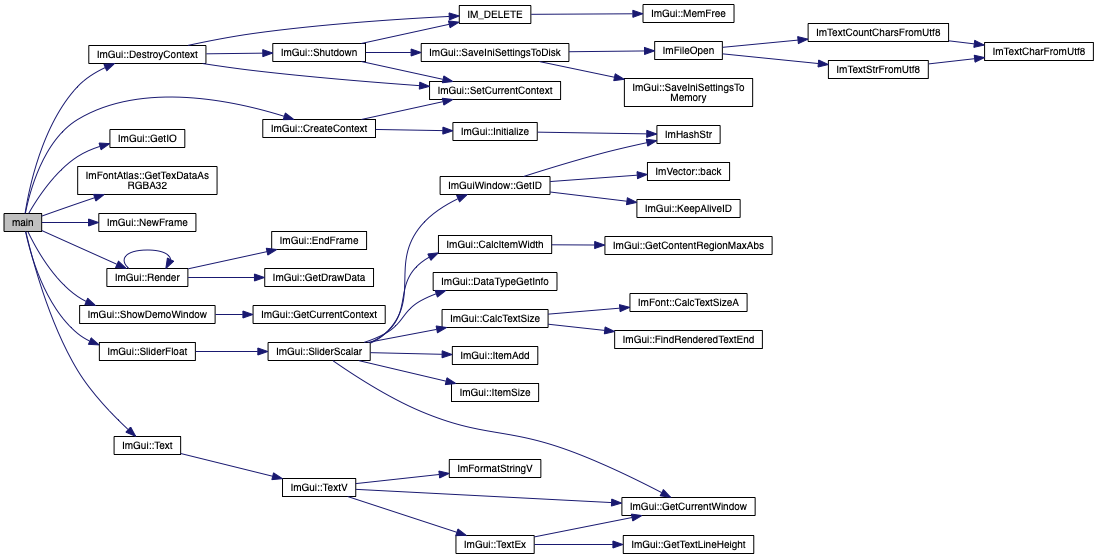 main
ImGui::DestroyContext
ImGui::CreateContext
ImGui::GetIO
ImFontAtlas::GetTexDataAs
RGBA32
ImGui::NewFrame
ImGui::Render
ImGui::ShowDemoWindow
ImGui::SliderFloat
ImGui::Text
IM_DELETE
ImGui::MemFree
ImGui::Shutdown
ImGui::SaveIniSettingsToDisk
ImGui::SetCurrentContext
ImFileOpen
ImGui::SaveIniSettingsTo
Memory
ImTextCountCharsFromUtf8
ImTextStrFromUtf8
ImTextCharFromUtf8
ImGui::Initialize
ImHashStr
ImGui::EndFrame
ImGui::GetDrawData
ImGui::GetCurrentContext
ImGui::SliderScalar
ImGuiWindow::GetID
ImVector::back
ImGui::KeepAliveID
ImGui::CalcItemWidth
ImGui::GetContentRegionMaxAbs
ImGui::DataTypeGetInfo
ImGui::CalcTextSize
ImFont::CalcTextSizeA
ImGui::FindRenderedTextEnd
ImGui::ItemAdd
ImGui::ItemSize
ImGui::TextV
ImFormatStringV
ImGui::GetCurrentWindow
ImGui::TextEx
ImGui::GetTextLineHeight